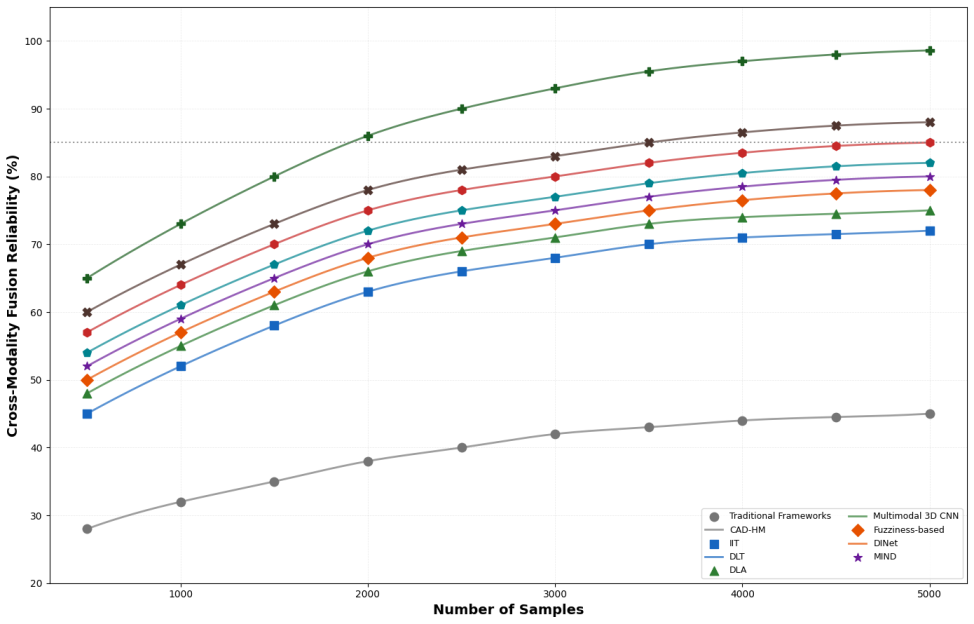 Cross-Modality Fusion Reliability (%)
100
90
80
70
60
50
40
30
20
1000
2000
3000
4000
5000
Number of Samples
Traditional Frameworks
CAD-HM
IIT
DLT
DLA
Multimodal 3D CNN
Fuzziness-based
DINet
MIND